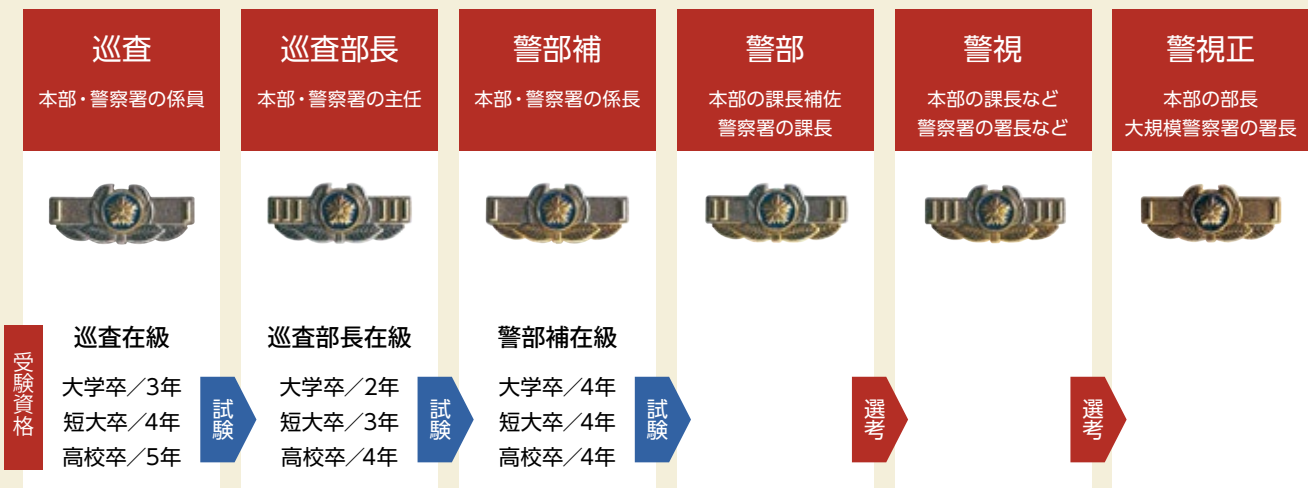 巡査
本部・警察署の係員
巡査部長
本部・警察署の主任
警部補
本部・警察署の係長
警部
本部の課長補佐
警察署の課長
警視
本部の課長など
警察署の署長など
警視正
本部の部長
大規模警察署の署長
受験資格
巡査在級
大学卒／3年
短大卒／4年
高校卒／5年
試験
巡査部長在級
大学卒／2年
短大卒／3年
高校卒／4年
試験
警部補在級
大学卒／4年
短大卒／4年
高校卒／4年
試験
選考
選考